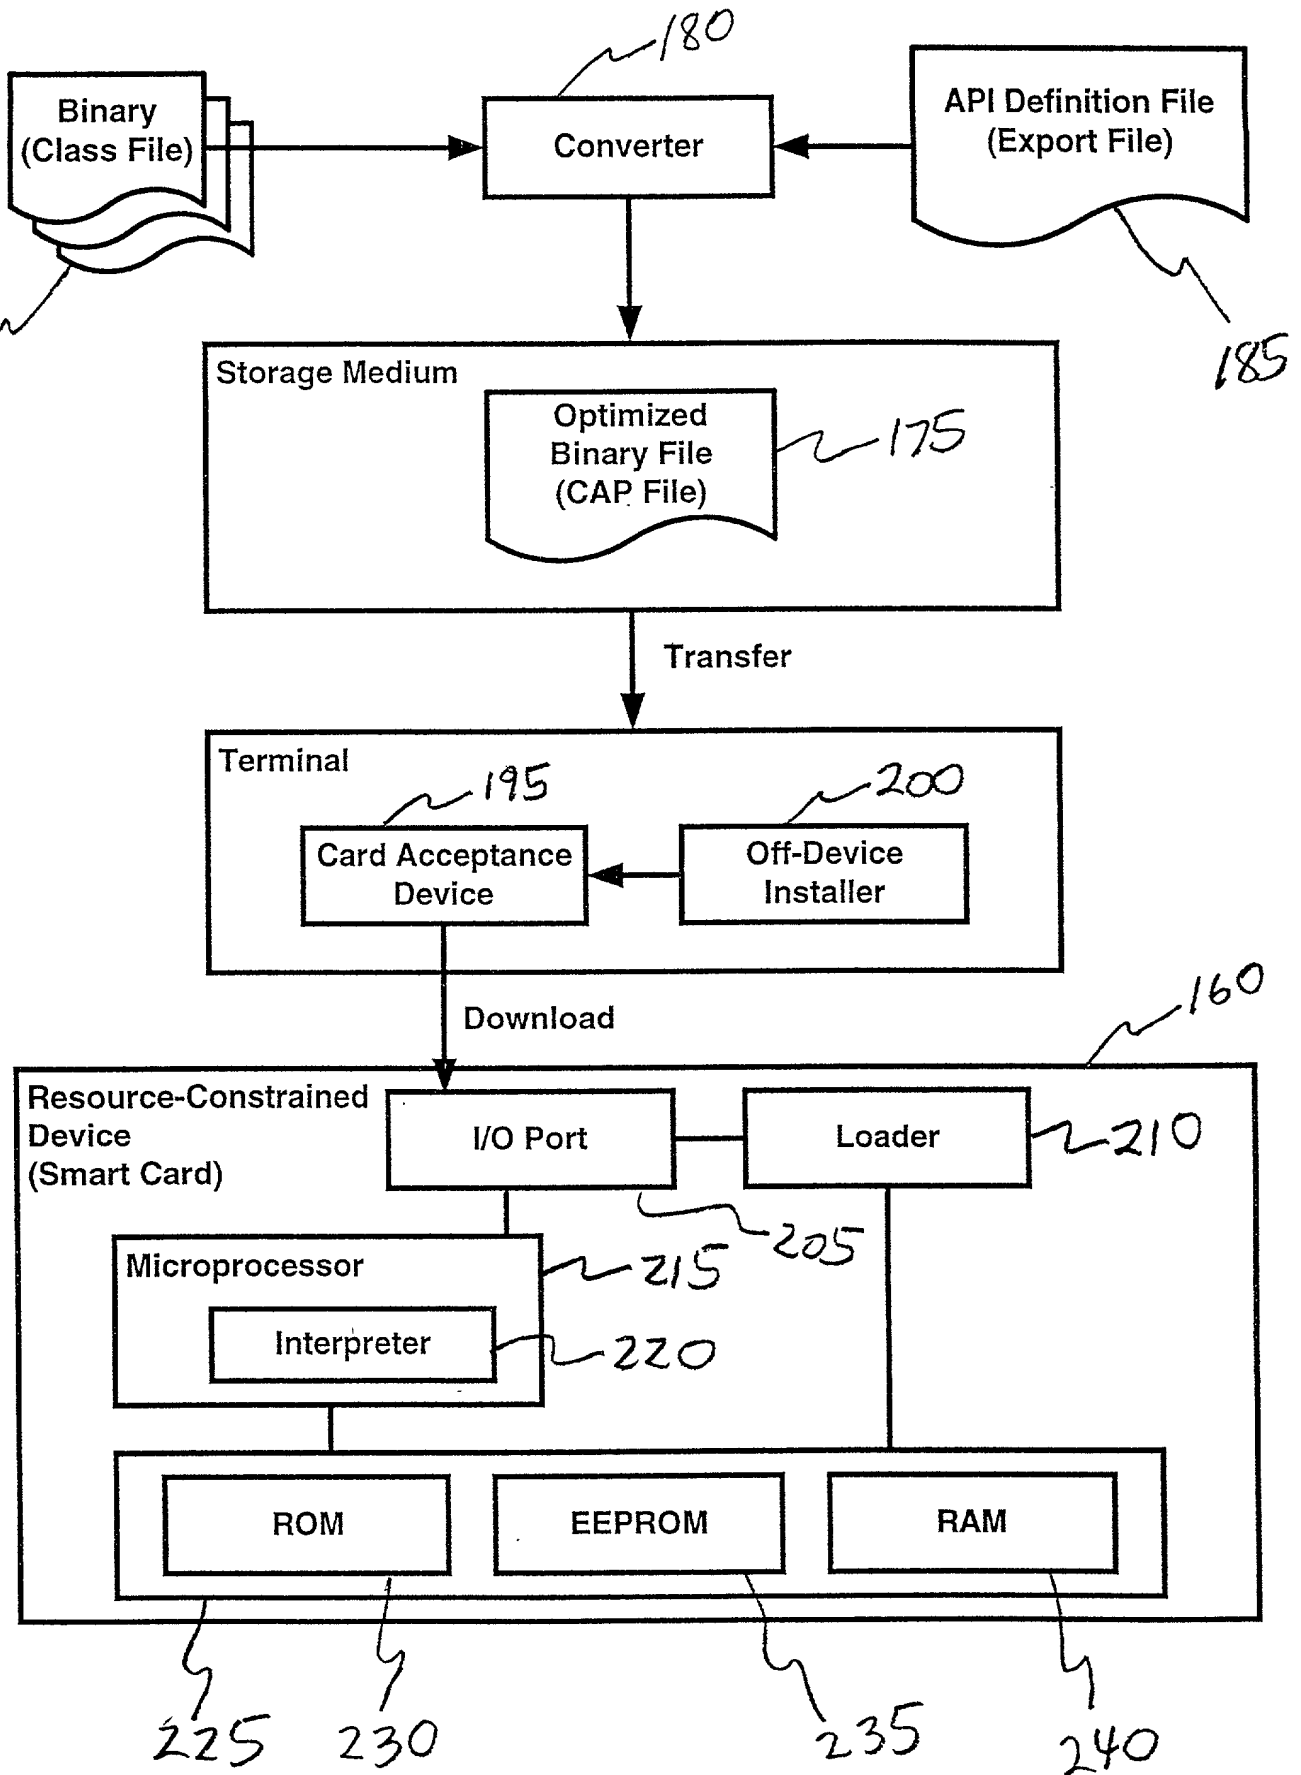 180
Binary
(Class File)
Converter
API Definition File
(Export File)
185
Storage Medium
Optimized
Binary File
(CAP File)
175
Transfer
Terminal
195
200
Card Acceptance
Device
Off-Device
Installer
160
Download
Resource-Constrained
Device
(Smart Card)
I/O Port
Loader
210
205
Microprocessor
215
Interpreter
220
ROM
EEPROM
RAM
225
230
235
240